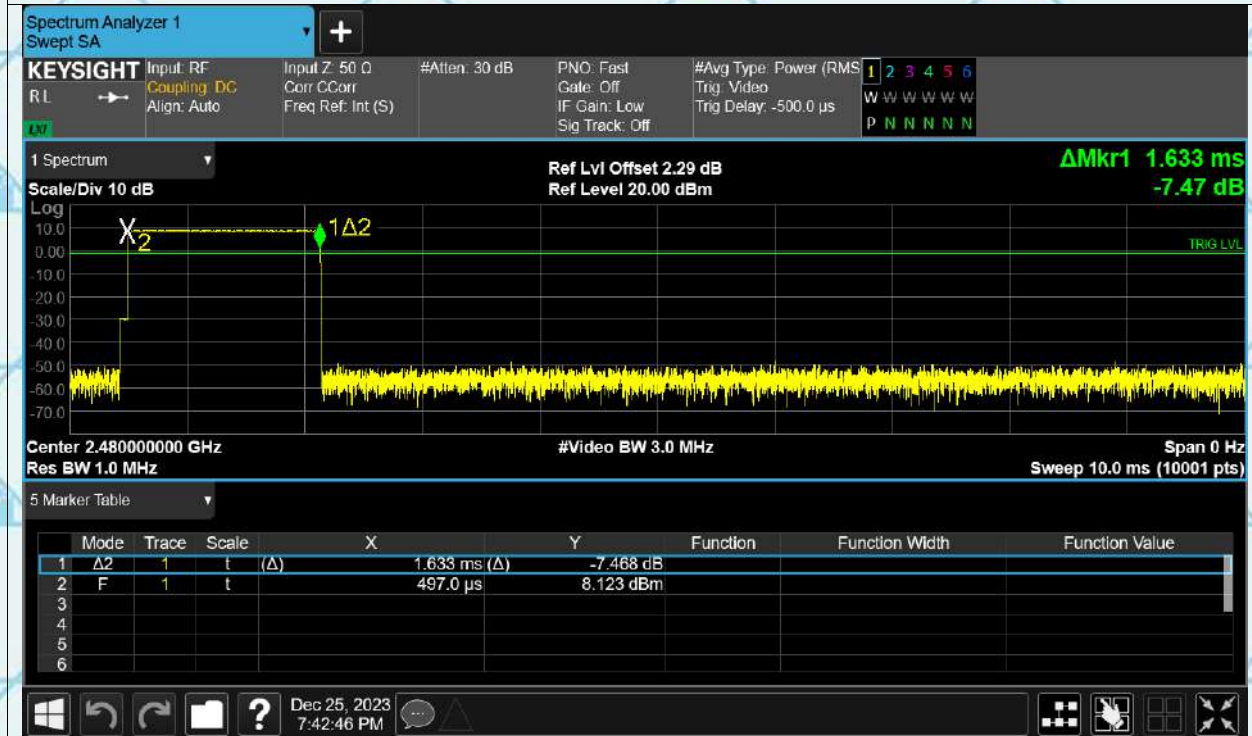 Spectrum Analyzer 1
Swept SA
+
KEYSIGHT
RL
LXI
Input: RF
Coupling: DC
Align: Auto
Input Z: 50 Ω
Corr CCorr
Freq Ref: Int (S)
#Atten: 30 dB
PNO: Fast
Gate: Off
IF Gain: Low
Sig Track: Off
#Avg Type: Power (RMS
Trig: Video
Trig Delay: -500.0 µs
1 2 3 4 5 6
W W W W W W
P N N N N N
1 Spectrum
Scale/Div 10 dB
Ref Lvl Offset 2.29 dB
Ref Level 20.00 dBm
ΔMkr1 1.633 ms
-7.47 dB
Log
10.0
0.00
-10.0
-20.0
-30.0
-40.0
-50.0
-60.0
-70.0
X2
1Δ2
TRIG LVL
Center 2.480000000 GHz
#Video BW 3.0 MHz
Span 0 Hz
Res BW 1.0 MHz
Sweep 10.0 ms (10001 pts)
5 Marker Table
Mode Trace Scale X Y Function Function Width Function Value
1 Δ2 1 t (Δ) 1.633 ms (Δ) -7.468 dB
2 F 1 t 497.0 µs 8.123 dBm
3
4
5
6
?
Dec 25, 2023
7:42:46 PM